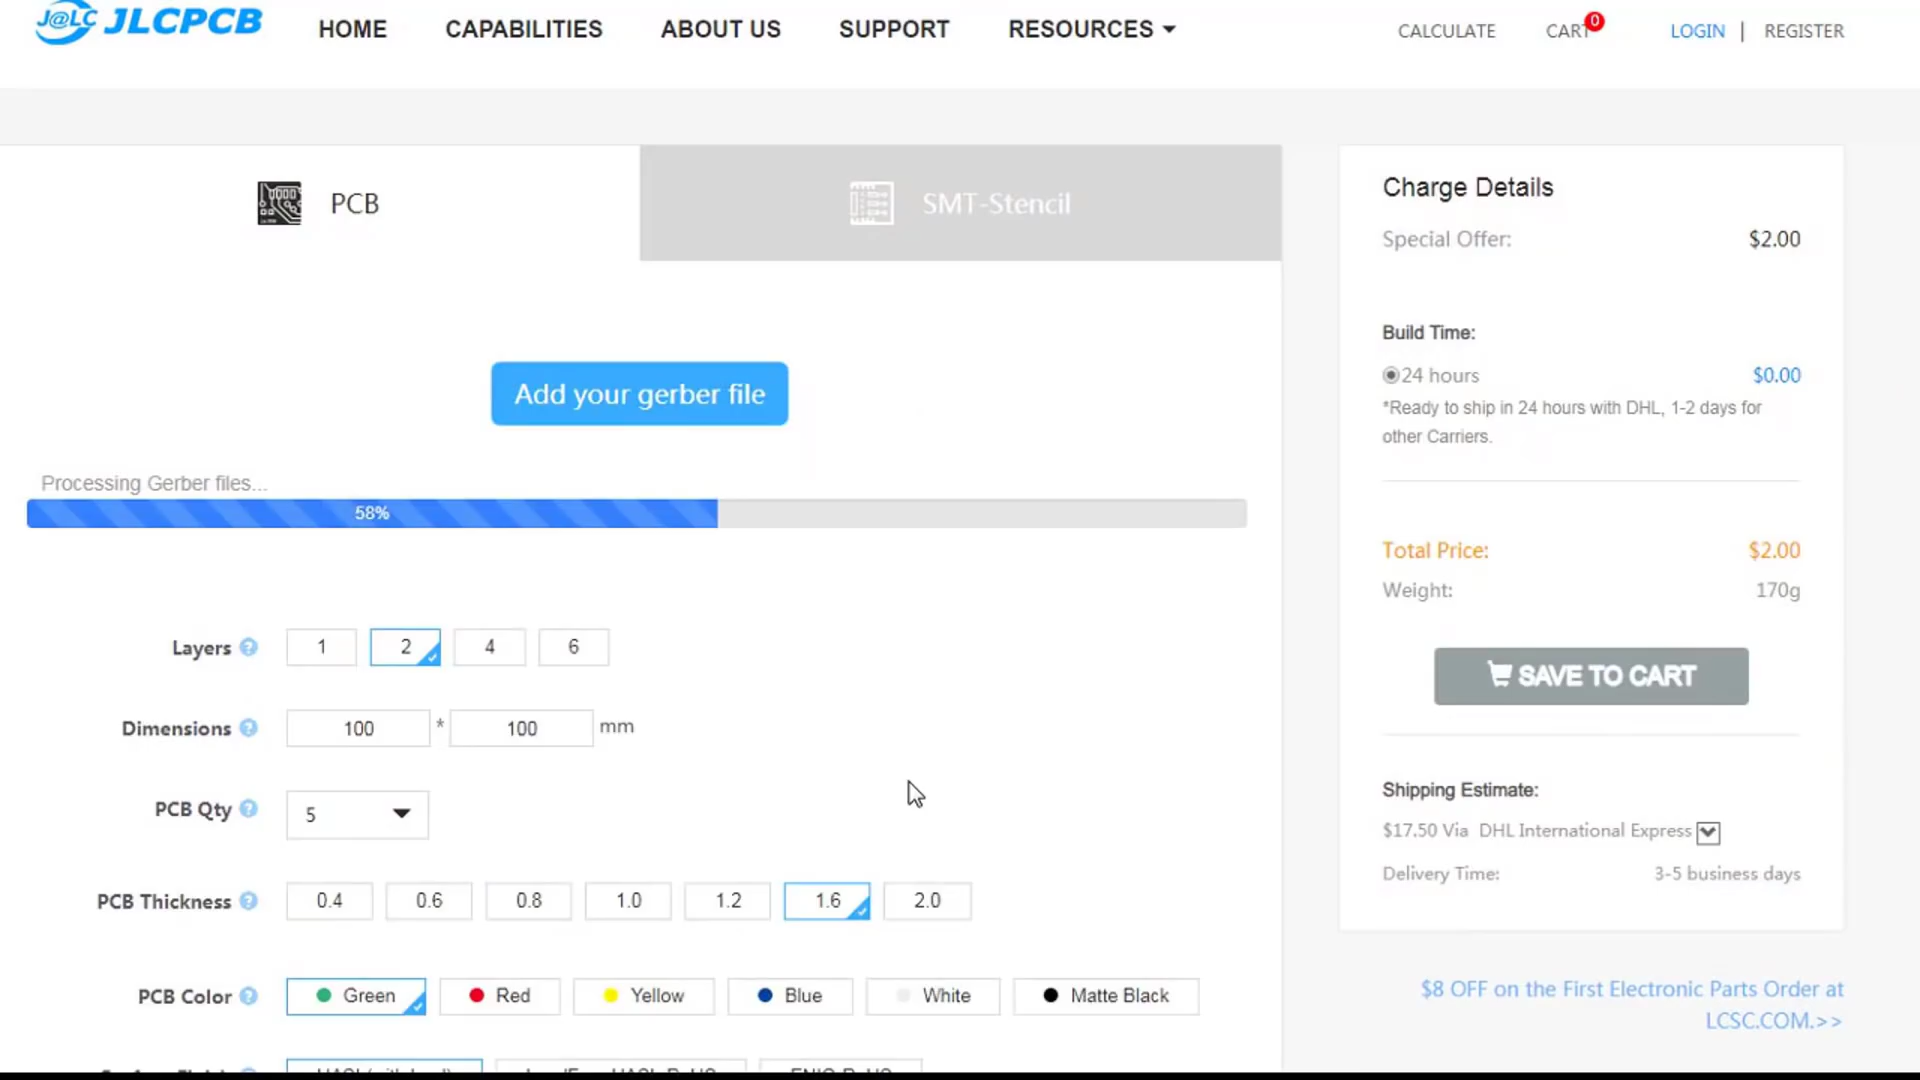 J@LC JLCPCB
HOME CAPABILITIES ABOUT US SUPPORT RESOURCES CALCULATE CART 0 LOGIN | REGISTER
PCB
SMT-Stencil
Add your gerber file
Processing Gerber files...
58%
Layers ? 1 2 4 6
Dimensions ? 100 * 100 mm
PCB Qty ? 5
PCB Thickness ? 0.4 0.6 0.8 1.0 1.2 1.6 2.0
PCB Color ? Green Red Yellow Blue White Matte Black
Charge Details
Special Offer: $2.00
Build Time:
24 hours $0.00
*Ready to ship in 24 hours with DHL, 1-2 days for
other Carriers.
Total Price: $2.00
Weight: 170g
SAVE TO CART
Shipping Estimate:
$17.50 Via DHL International Express
Delivery Time: 3-5 business days
$8 OFF on the First Electronic Parts Order at
LCSC.COM.>>